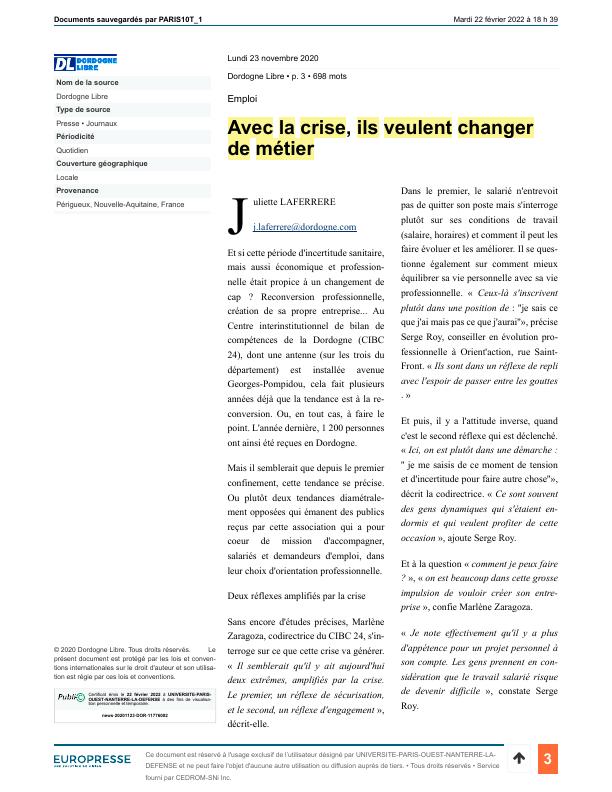 Documents sauvegardés par PARIS10T_1
Mardi 22 février 2022 à 18 h 39
DL DORDOGNE
LIBRE
Nom de la source
Dordogne Libre
Type de source
Presse • Journaux
Périodicité
Quotidien
Couverture géographique
Locale
Provenance
Périgueux, Nouvelle-Aquitaine, France
Lundi 23 novembre 2020
Dordogne Libre • p. 3 • 698 mots
Emploi
Avec la crise, ils veulent changer
de métier
Juliette LAFERRERE
j.laferrere@dordogne.com
Et si cette période d'incertitude sanitaire,
mais aussi économique et profession-
nelle était propice à un changement de
cap ? Reconversion professionnelle,
création de sa propre entreprise... Au
Centre interinstitutionnel de bilan de
compétences de la Dordogne (CIBC
24), dont une antenne (sur les trois du
département) est installée avenue
Georges-Pompidou, cela fait plusieurs
années déjà que la tendance est à la re-
conversion. Ou, en tout cas, à faire le
point. L'année dernière, 1 200 personnes
ont ainsi été reçues en Dordogne.
Mais il semblerait que depuis le premier
confinement, cette tendance se précise.
Ou plutôt deux tendances diamétrale-
ment opposées qui émanent des publics
reçus par cette association qui a pour
coeur de mission d'accompagner,
salariés et demandeurs d'emploi, dans
leur choix d'orientation professionnelle.
Deux réflexes amplifiés par la crise
Sans encore d'études précises, Marlène
Zaragoza, codirectrice du CIBC 24, s'in-
terroge sur ce que cette crise va générer.
« Il semblerait qu'il y ait aujourd'hui
deux extrêmes, amplifiés par la crise.
Le premier, un réflexe de sécurisation,
et le second, un réflexe d'engagement »,
décrit-elle.
Dans le premier, le salarié n'entrevoit
pas de quitter son poste mais s'interroge
plutôt sur ses conditions de travail
(salaire, horaires) et comment il peut les
faire évoluer et les améliorer. Il se ques-
tionne également sur comment mieux
équilibrer sa vie personnelle avec sa vie
professionnelle. « Ceux-là s'inscrivent
plutôt dans une position de : "je sais ce
que j'ai mais pas ce que j'aurai"», précise
Serge Roy, conseiller en évolution pro-
fessionnelle à Orient'action, rue Saint-
Front. « Ils sont dans un réflexe de repli
avec l'espoir de passer entre les gouttes
. »
Et puis, il y a l'attitude inverse, quand
c'est le second réflexe qui est déclenché.
« Ici, on est plutôt dans une démarche :
" je me saisis de ce moment de tension
et d'incertitude pour faire autre chose"»,
décrit la codirectrice. « Ce sont souvent
des gens dynamiques qui s'étaient en-
dormis et qui veulent profiter de cette
occasion », ajoute Serge Roy.
Et à la question « comment je peux faire
? », « on est beaucoup dans cette grosse
impulsion de vouloir créer son entre-
prise », confie Marlène Zaragoza.
« Je note effectivement qu'il y a plus
d'appétence pour un projet personnel à
son compte. Les gens prennent en con-
sidération que le travail salarié risque
de devenir difficile », constate Serge
Roy.
© 2020 Dordogne Libre. Tous droits réservés. Le
présent document est protégé par les lois et conven-
tions internationales sur le droit d'auteur et son utilisa-
tion est régie par ces lois et conventions.
Public ©
Certificat émis le 22 février 2022 à UNIVERSITE-PARIS-
OUEST-NANTERRE-LA-DEFENSE à des fins de visualisa-
tion personnelle et temporaire.
news·20201123·DOR·11776002
EUROPRESSE
Ce document est réservé à l'usage exclusif de l'utilisateur désigné par UNIVERSITE-PARIS-OUEST-NANTERRE-LA-
DEFENSE et ne peut faire l'objet d'aucune autre utilisation ou diffusion auprès de tiers. • Tous droits réservés • Service
fourni par CEDROM-SNi Inc.
3